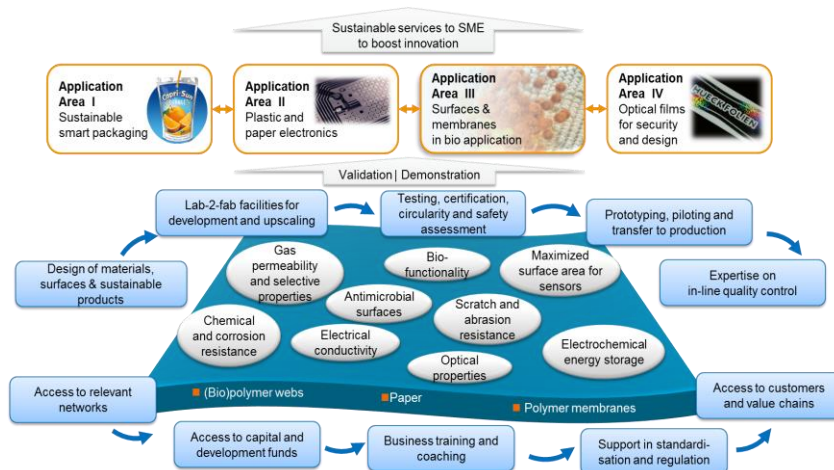 Sustainable services to SME
to boost innovation
Application
Area I
Sustainable
smart packaging
Capri-Sun
Application
Area II
Plastic and
paper electronics
Application
Area III
Surfaces &
membranes
in bio application
Application
Area IV
Optical films
for security
and design
HUECKFOLIEN
Validation | Demonstration
Lab-2-fab facilities for
development and upscaling
Testing, certification,
circularity and safety
assessment
Prototyping, piloting and
transfer to production
Design of materials,
surfaces & sustainable
products
Expertise on
in-line quality control
Gas
permeability
and selective
properties
Bio-
functionality
Maximized
surface area for
sensors
Antimicrobial
surfaces
Scratch and
abrasion
resistance
Chemical
and corrosion
resistance
Electrical
conductivity
Optical
properties
Electrochemical
energy storage
(Bio)polymer webs
Paper
Polymer membranes
Access to relevant
networks
Access to customers
and value chains
Access to capital and
development funds
Business training and
coaching
Support in standardi-
sation and regulation